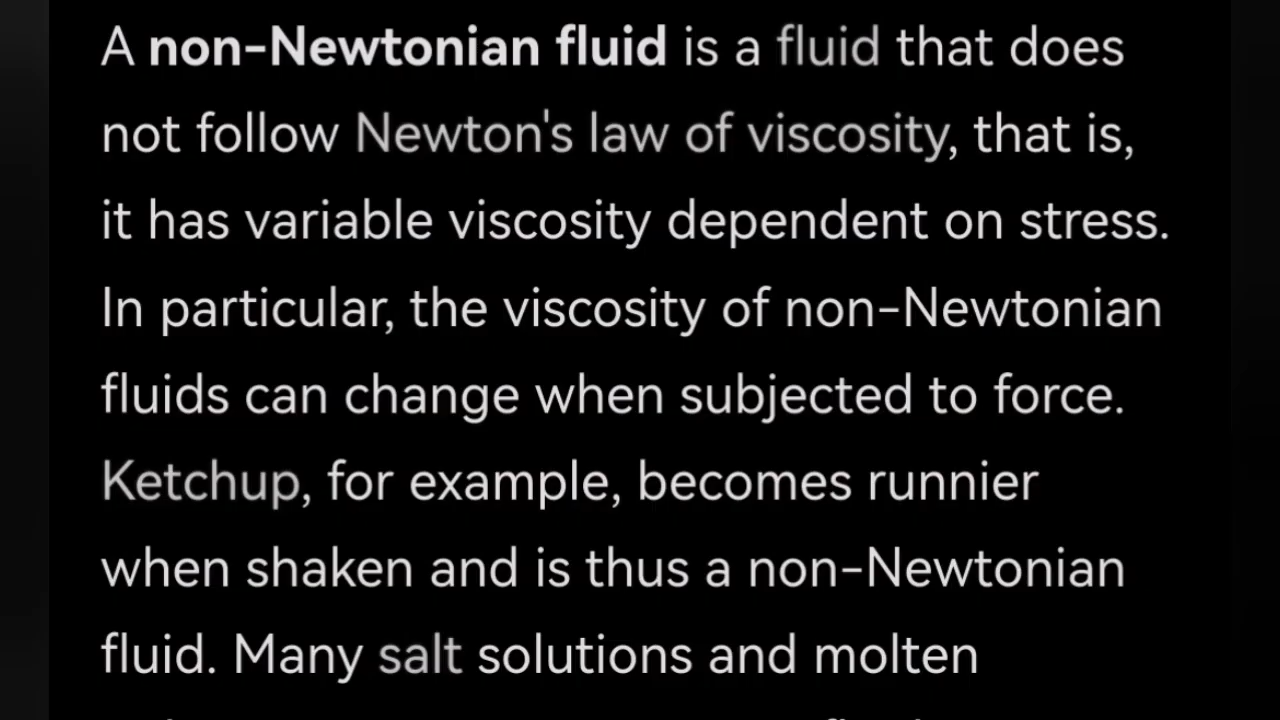 A non-Newtonian fluid is a fluid that does
not follow Newton's law of viscosity, that is,
it has variable viscosity dependent on stress.
In particular, the viscosity of non-Newtonian
fluids can change when subjected to force.
Ketchup, for example, becomes runnier
when shaken and is thus a non-Newtonian
fluid. Many salt solutions and molten